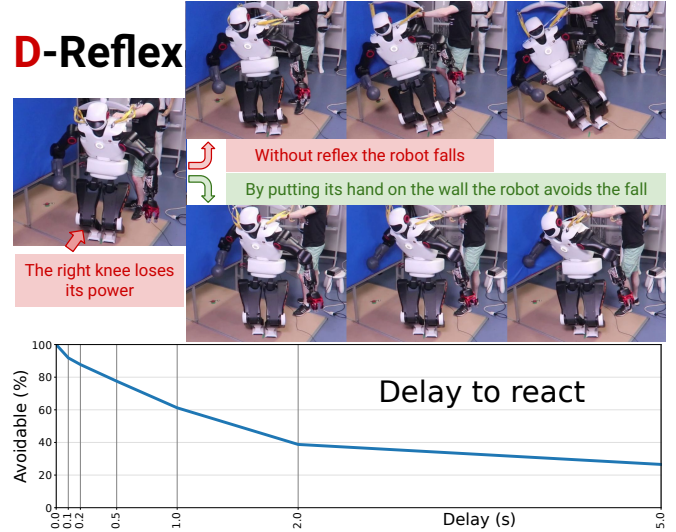 D-Reflex
Without reflex the robot falls
By putting its hand on the wall the robot avoids the fall
The right knee loses
its power
Delay to react
Avoidable (%)
100
80
60
40
20
0
0.0
0.1
0.2
0.5
1.0
2.0
5.0
Delay (s)